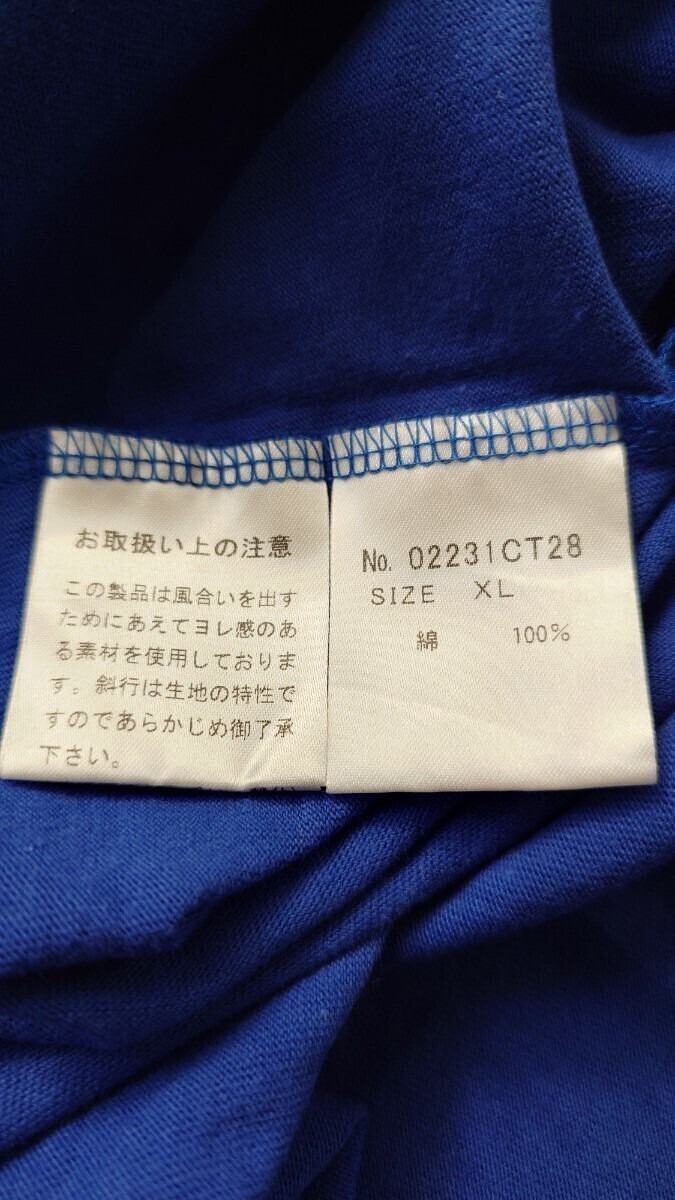 お取扱い上の注意
この製品は風合いを出す
ためにあえてヨレ感のあ
る素材を使用しておりま
す。斜行は生地の特性で
すのであらかじめ御了承
下さい。
No. 02231CT28
SIZE XL
綿 100%